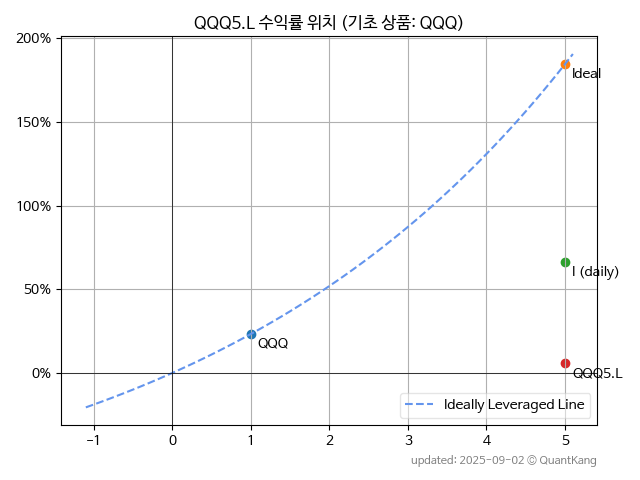 QQQ5.L 수익률 위치 (기초 상품: QQQ)
200%
150%
100%
50%
0%
Ideal
I (daily)
QQQ
QQQ5.L
Ideally Leveraged Line
−1
0
1
2
3
4
5
updated: 2025-09-02 © QuantKang